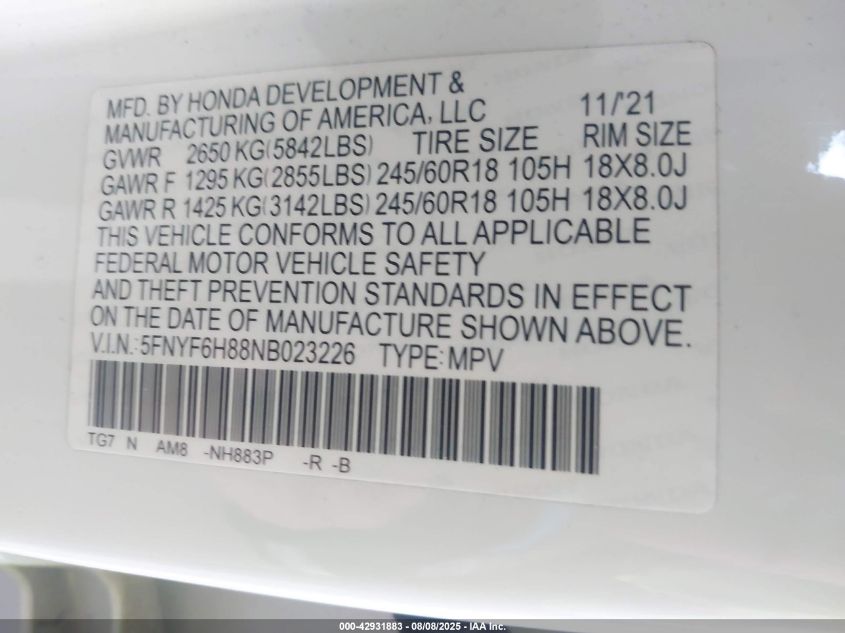 MFD. BY HONDA DEVELOPMENT &
MANUFACTURING OF AMERICA, LLC 11/'21
GVWR 2650 KG(5842LBS) TIRE SIZE RIM SIZE
GAWR F 1295 KG(2855LBS) 245/60R18 105H 18X8.0J
GAWR R 1425 KG(3142LBS) 245/60R18 105H 18X8.0J
THIS VEHICLE CONFORMS TO ALL APPLICABLE
FEDERAL MOTOR VEHICLE SAFETY
AND THEFT PREVENTION STANDARDS IN EFFECT
ON THE DATE OF MANUFACTURE SHOWN ABOVE.
V.I.N.: 5FNYF6H88NB023226 TYPE: MPV
TG7 N AM8 -NH883P -R -B
000-42931883 - 08/08/2025 - IAA Inc.